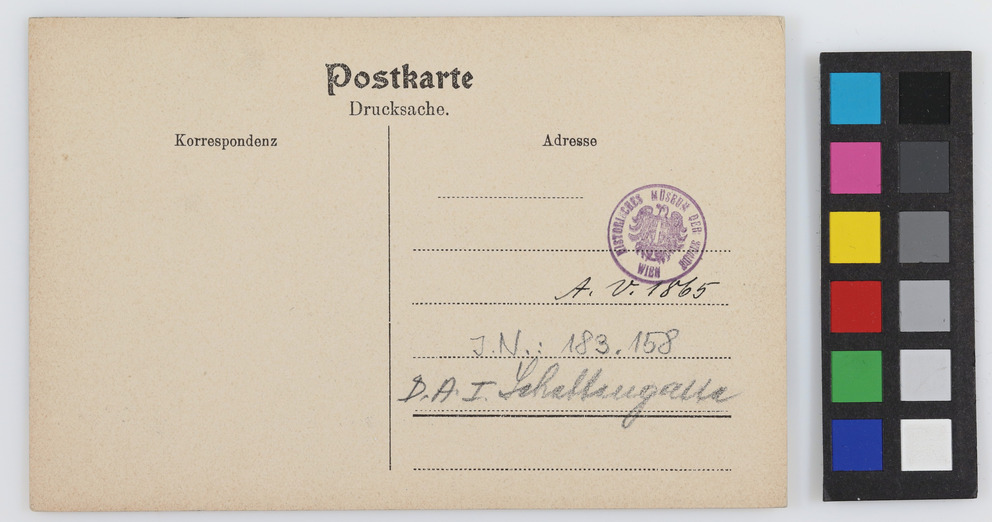 Postkarte
Drucksache.
Korrespondenz
Adresse
HISTORISCHES MUSEUM DER STADT WIEN
A. V. 1865
J.N.: 183.158
D.A.I. Schattengasse